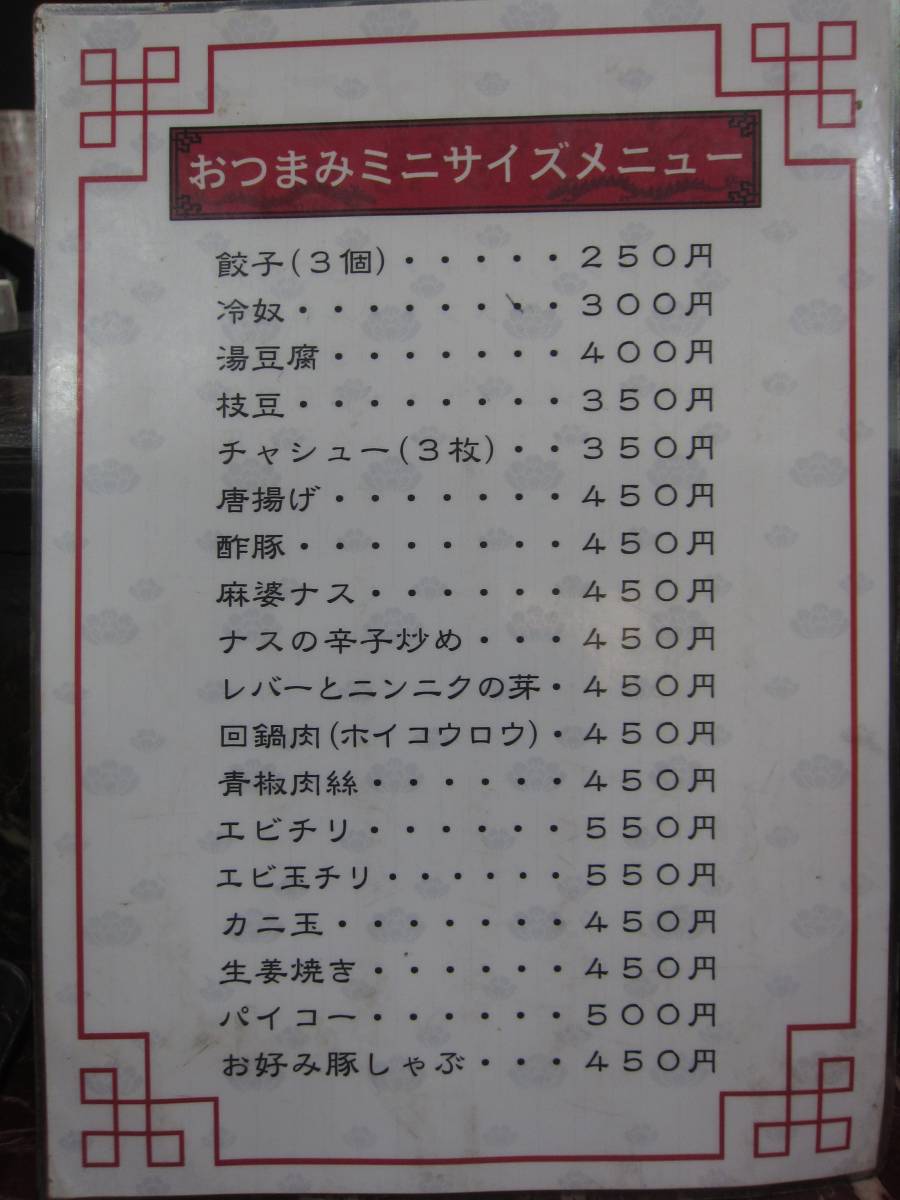 おつまみミニサイズメニュー
餃子(３個)・・・・・２５０円
冷奴・・・・・・・・３００円
湯豆腐・・・・・・・４００円
枝豆・・・・・・・・３５０円
チャシュー(３枚)・・３５０円
唐揚げ・・・・・・・４５０円
酢豚・・・・・・・・４５０円
麻婆ナス・・・・・・４５０円
ナスの辛子炒め・・・４５０円
レバーとニンニクの芽・４５０円
回鍋肉(ホイコウロウ)・４５０円
青椒肉絲・・・・・・４５０円
エビチリ・・・・・・５５０円
エビ玉チリ・・・・・５５０円
カニ玉・・・・・・・４５０円
生姜焼き・・・・・・４５０円
パイコー・・・・・・５００円
お好み豚しゃぶ・・・４５０円